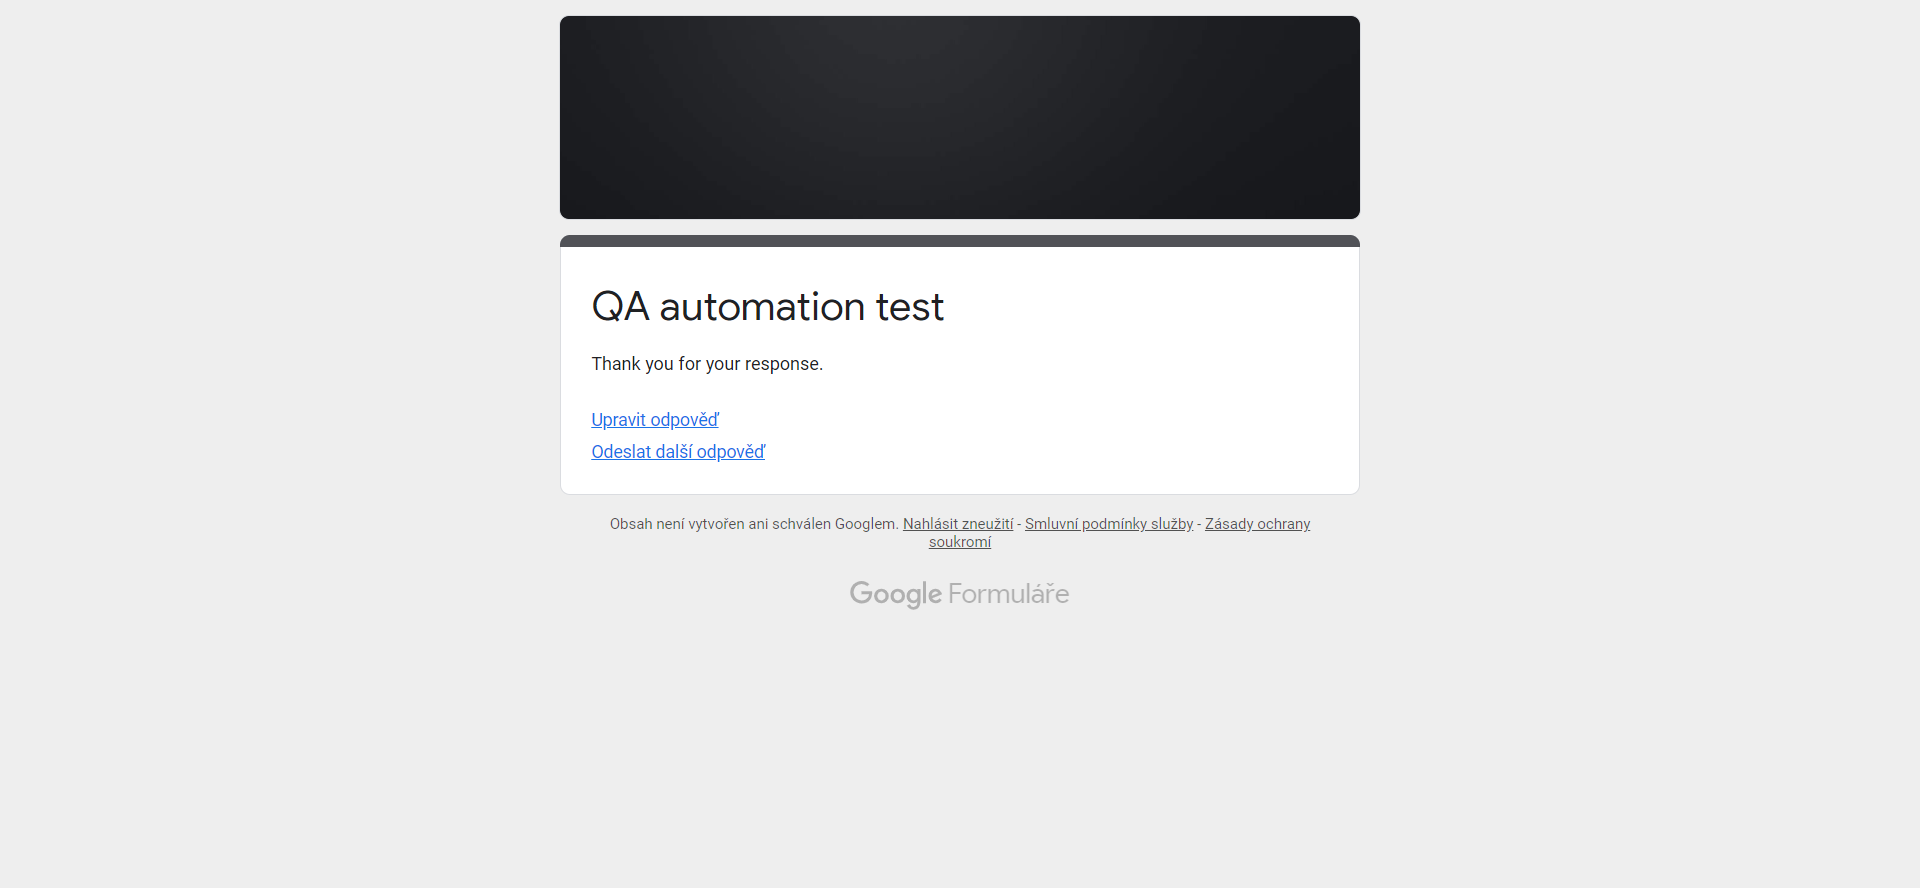 QA automation test
Thank you for your response.
Upravit odpověď
Odeslat další odpověď
Obsah není vytvořen ani schválen Googlem. Nahlásit zneužití - Smluvní podmínky služby - Zásady ochrany
soukromí
Google Formuláře